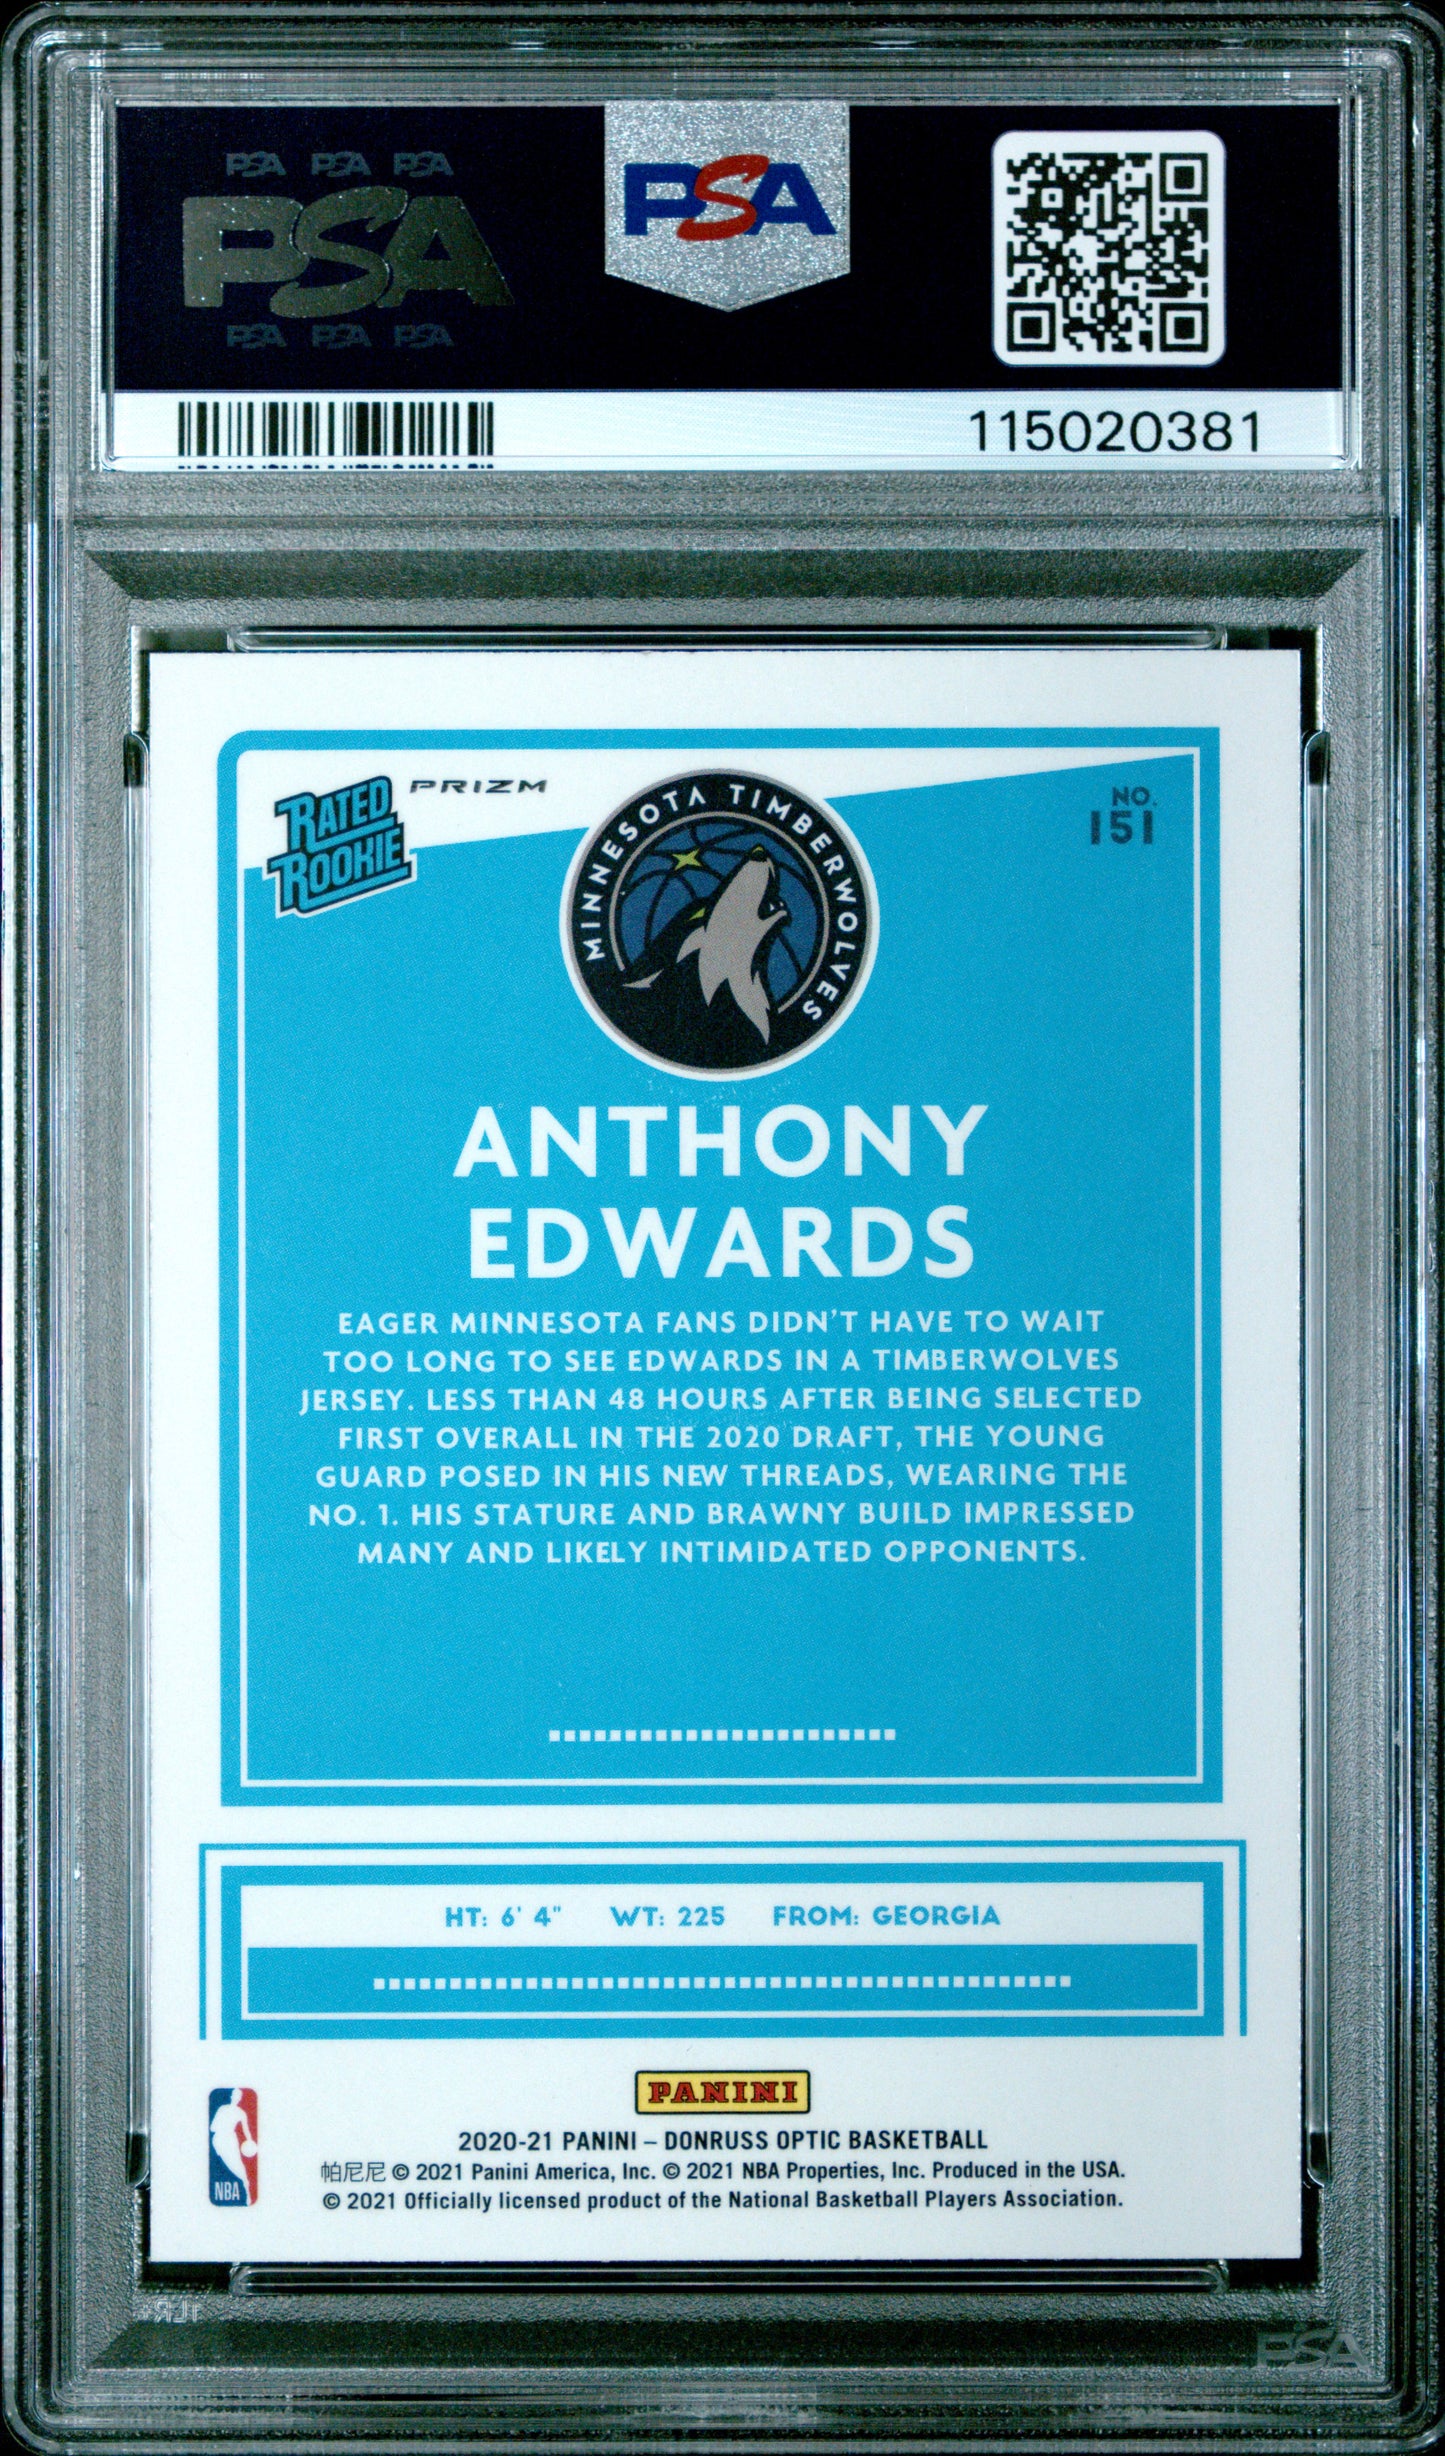 PSA PSA PSA
PSA
PSA PSA PSA
PSA
115020381
RATED
ROOKIE
PRIZM
MINNESOTA TIMBERWOLVES
NO.
151
ANTHONY
EDWARDS
EAGER MINNESOTA FANS DIDN'T HAVE TO WAIT
TOO LONG TO SEE EDWARDS IN A TIMBERWOLVES
JERSEY. LESS THAN 48 HOURS AFTER BEING SELECTED
FIRST OVERALL IN THE 2020 DRAFT, THE YOUNG
GUARD POSED IN HIS NEW THREADS, WEARING THE
NO. 1. HIS STATURE AND BRAWNY BUILD IMPRESSED
MANY AND LIKELY INTIMIDATED OPPONENTS.
HT: 6' 4" WT: 225 FROM: GEORGIA
PANINI
NBA
2020-21 PANINI – DONRUSS OPTIC BASKETBALL
帕尼尼 © 2021 Panini America, Inc. © 2021 NBA Properties, Inc. Produced in the USA.
© 2021 Officially licensed product of the National Basketball Players Association.
PSA